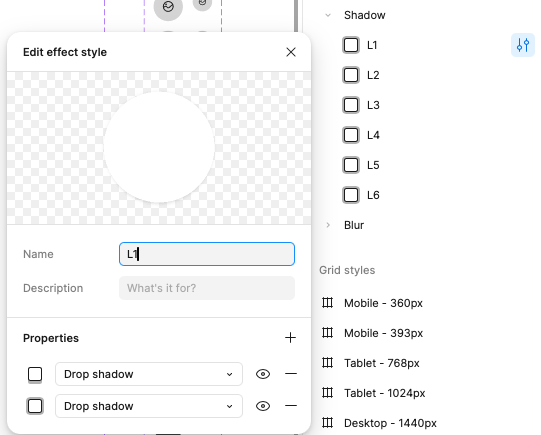 Edit effect style
Name
L1
Description
What's it for?
Properties
Drop shadow
Drop shadow
Shadow
L1
L2
L3
L4
L5
L6
Blur
Grid styles
Mobile - 360px
Mobile - 393px
Tablet - 768px
Tablet - 1024px
Desktop - 1440px